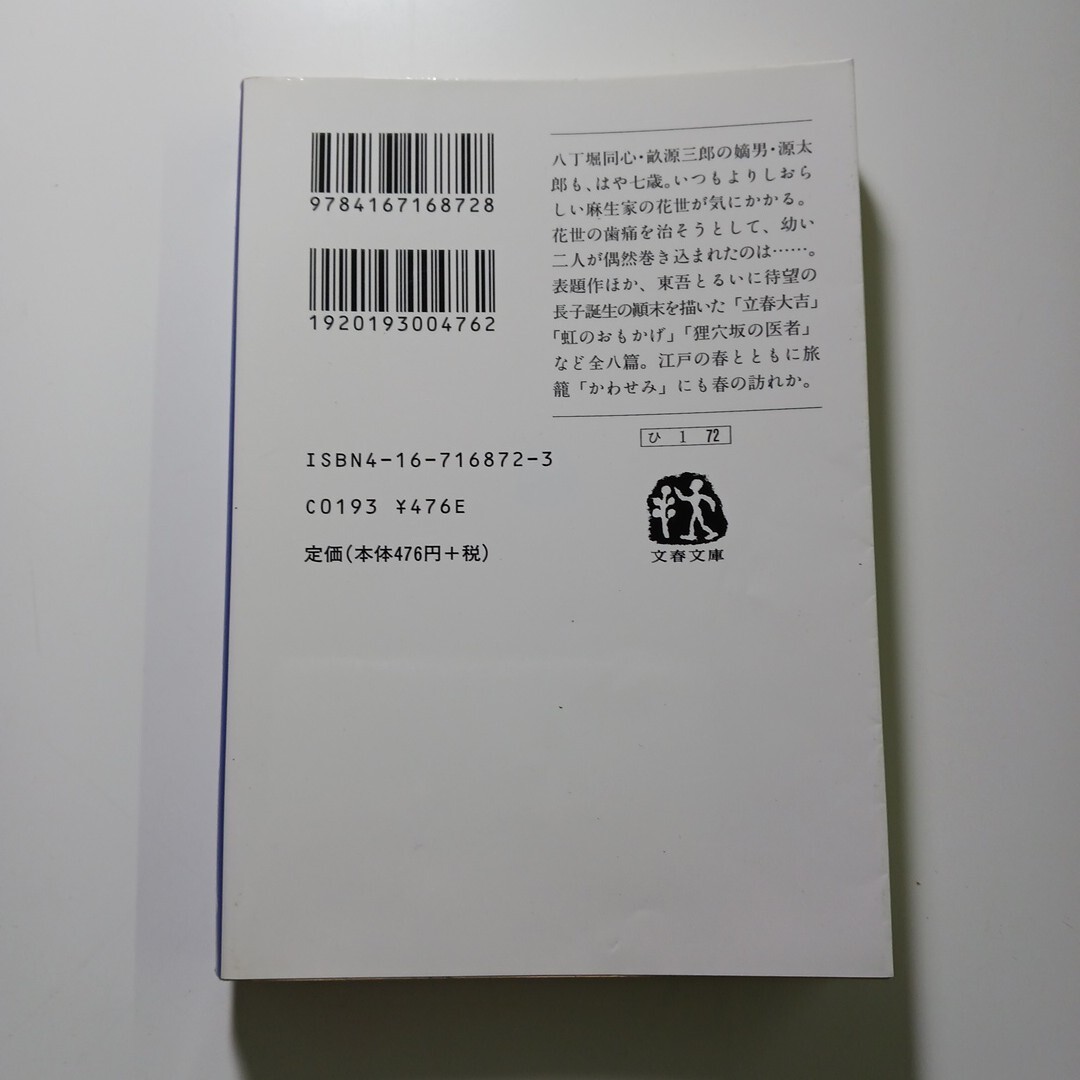 9784167168728
1920193004762
ISBN4-16-716872-3
C0193 ¥476E
定価(本体476円+税)
八丁堀同心・畝源三郎の嫡男・源太
郎も、はや七歳。いつもよりしおら
しい麻生家の花世が気にかかる。
花世の歯痛を治そうとして、幼い
二人が偶然巻き込まれたのは……。
表題作ほか、東吾とるいに待望の
長子誕生の顚末を描いた「立春大吉」
「虹のおもかげ」「狸穴坂の医者」
など全八篇。江戸の春とともに旅
籠「かわせみ」にも春の訪れか。
ひ 1 72
文春文庫